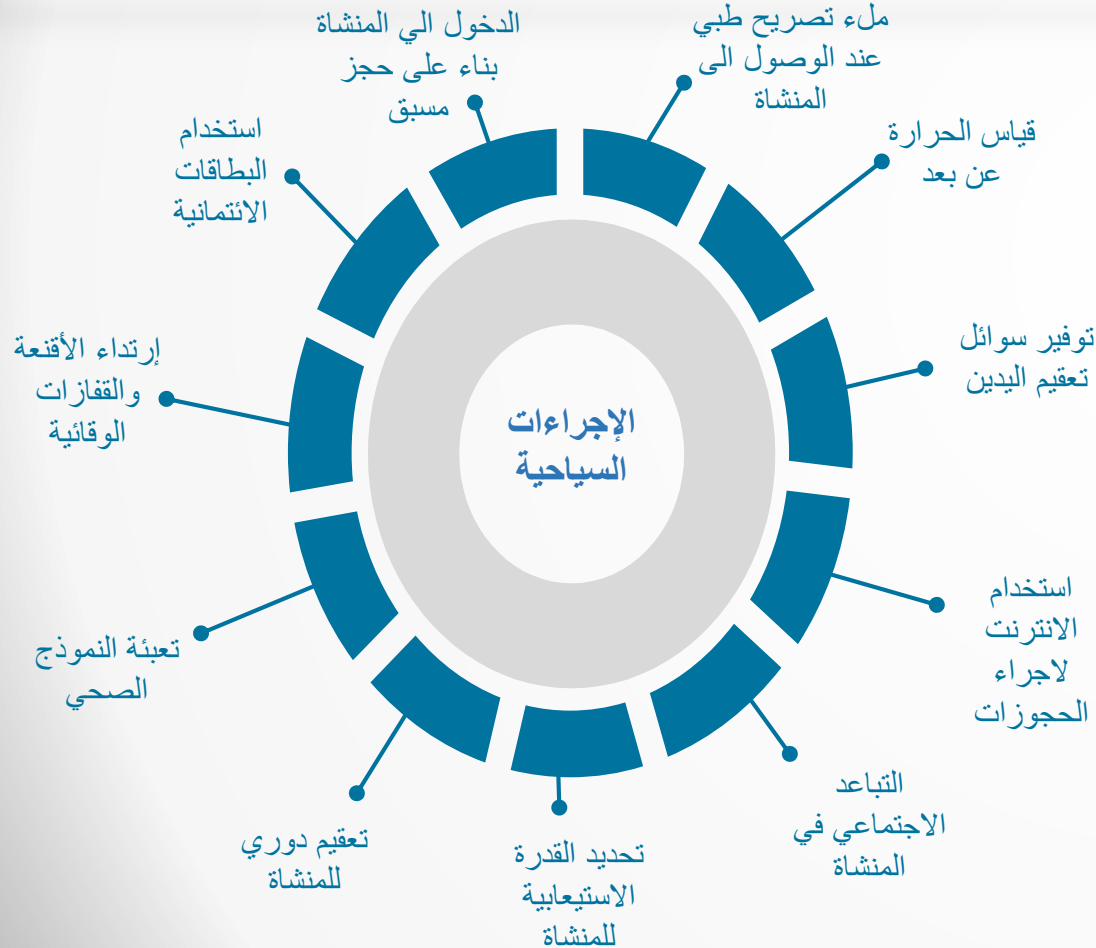 ملء تصريح طبي
عند الوصول الى
المنشاة
قياس الحرارة
عن بعد
توفير سوائل
تعقيم اليدين
استخدام
الانترنت
لاجراء
الحجوزات
التباعد
الاجتماعي في
المنشاة
تحديد القدرة
الاستيعابية
للمنشاة
تعقيم دوري
للمنشاة
تعبئة النموذج
الصحي
إرتداء الأقنعة
والقفازات
الوقائية
استخدام
البطاقات
الائتمانية
الدخول الي المنشاة
بناء على حجز
مسبق
الإجراءات
السياحية